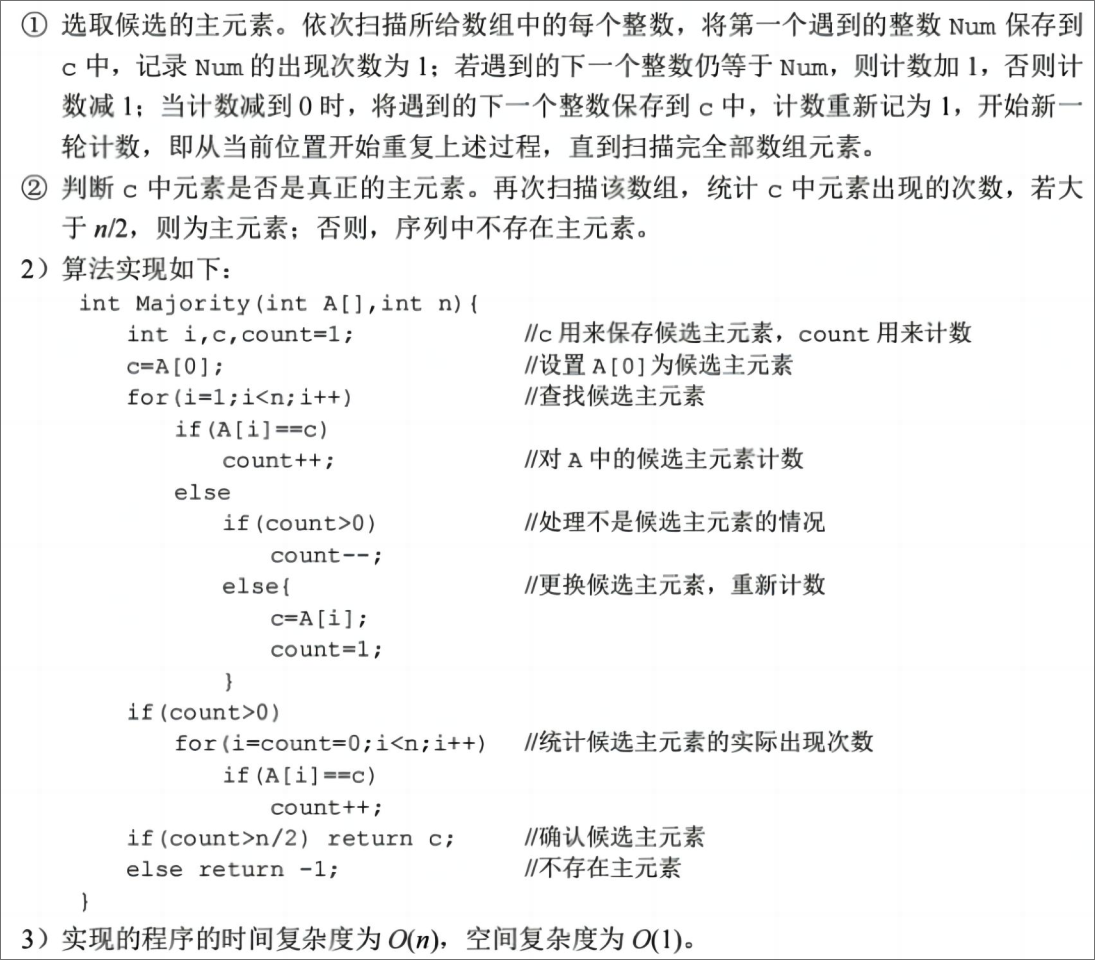 ① 选取候选的主元素。依次扫描所给数组中的每个整数，将第一个遇到的整数 Num 保存到
c 中，记录 Num 的出现次数为 1；若遇到的下一个整数仍等于 Num，则计数加 1，否则计
数减 1；当计数减到 0 时，将遇到的下一个整数保存到 c 中，计数重新记为 1，开始新一
轮计数，即从当前位置开始重复上述过程，直到扫描完全部数组元素。
② 判断 c 中元素是否是真正的主元素。再次扫描该数组，统计 c 中元素出现的次数，若大
于 n/2，则为主元素；否则，序列中不存在主元素。
2）算法实现如下：
int Majority(int A[],int n){
int i,c,count=1; //c 用来保存候选主元素，count 用来计数
c=A[0]; //设置 A[0]为候选主元素
for(i=1;i<n;i++) //查找候选主元素
if(A[i]==c)
count++; //对 A 中的候选主元素计数
else
if(count>0) //处理不是候选主元素的情况
count--;
else{ //更换候选主元素，重新计数
c=A[i];
count=1;
}
if(count>0)
for(i=count=0;i<n;i++) //统计候选主元素的实际出现次数
if(A[i]==c)
count++;
if(count>n/2) return c; //确认候选主元素
else return -1; //不存在主元素
}
3）实现的程序的时间复杂度为 O(n)，空间复杂度为 O(1)。